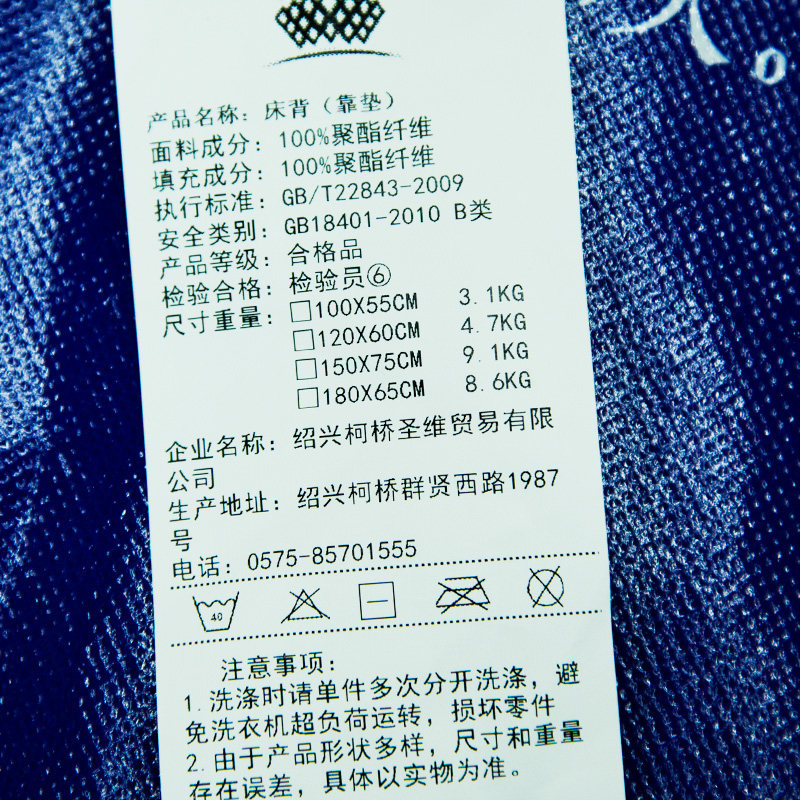 产品名称：床背（靠垫）
面料成分：100%聚酯纤维
填充成分：100%聚酯纤维
执行标准：GB/T22843-2009
安全类别：GB18401-2010 B类
产品等级：合格品
检验合格：检验员⑥
尺寸重量：□100X55CM 3.1KG
□120X60CM 4.7KG
□150X75CM 9.1KG
□180X65CM 8.6KG
企业名称：绍兴柯桥圣维贸易有限
公司
生产地址：绍兴柯桥群贤西路1987
号
电话：0575-85701555
40
注意事项：
1.洗涤时请单件多次分开洗涤，避
免洗衣机超负荷运转，损坏零件
2.由于产品形状多样，尺寸和重量
存在误差，具体以实物为准。